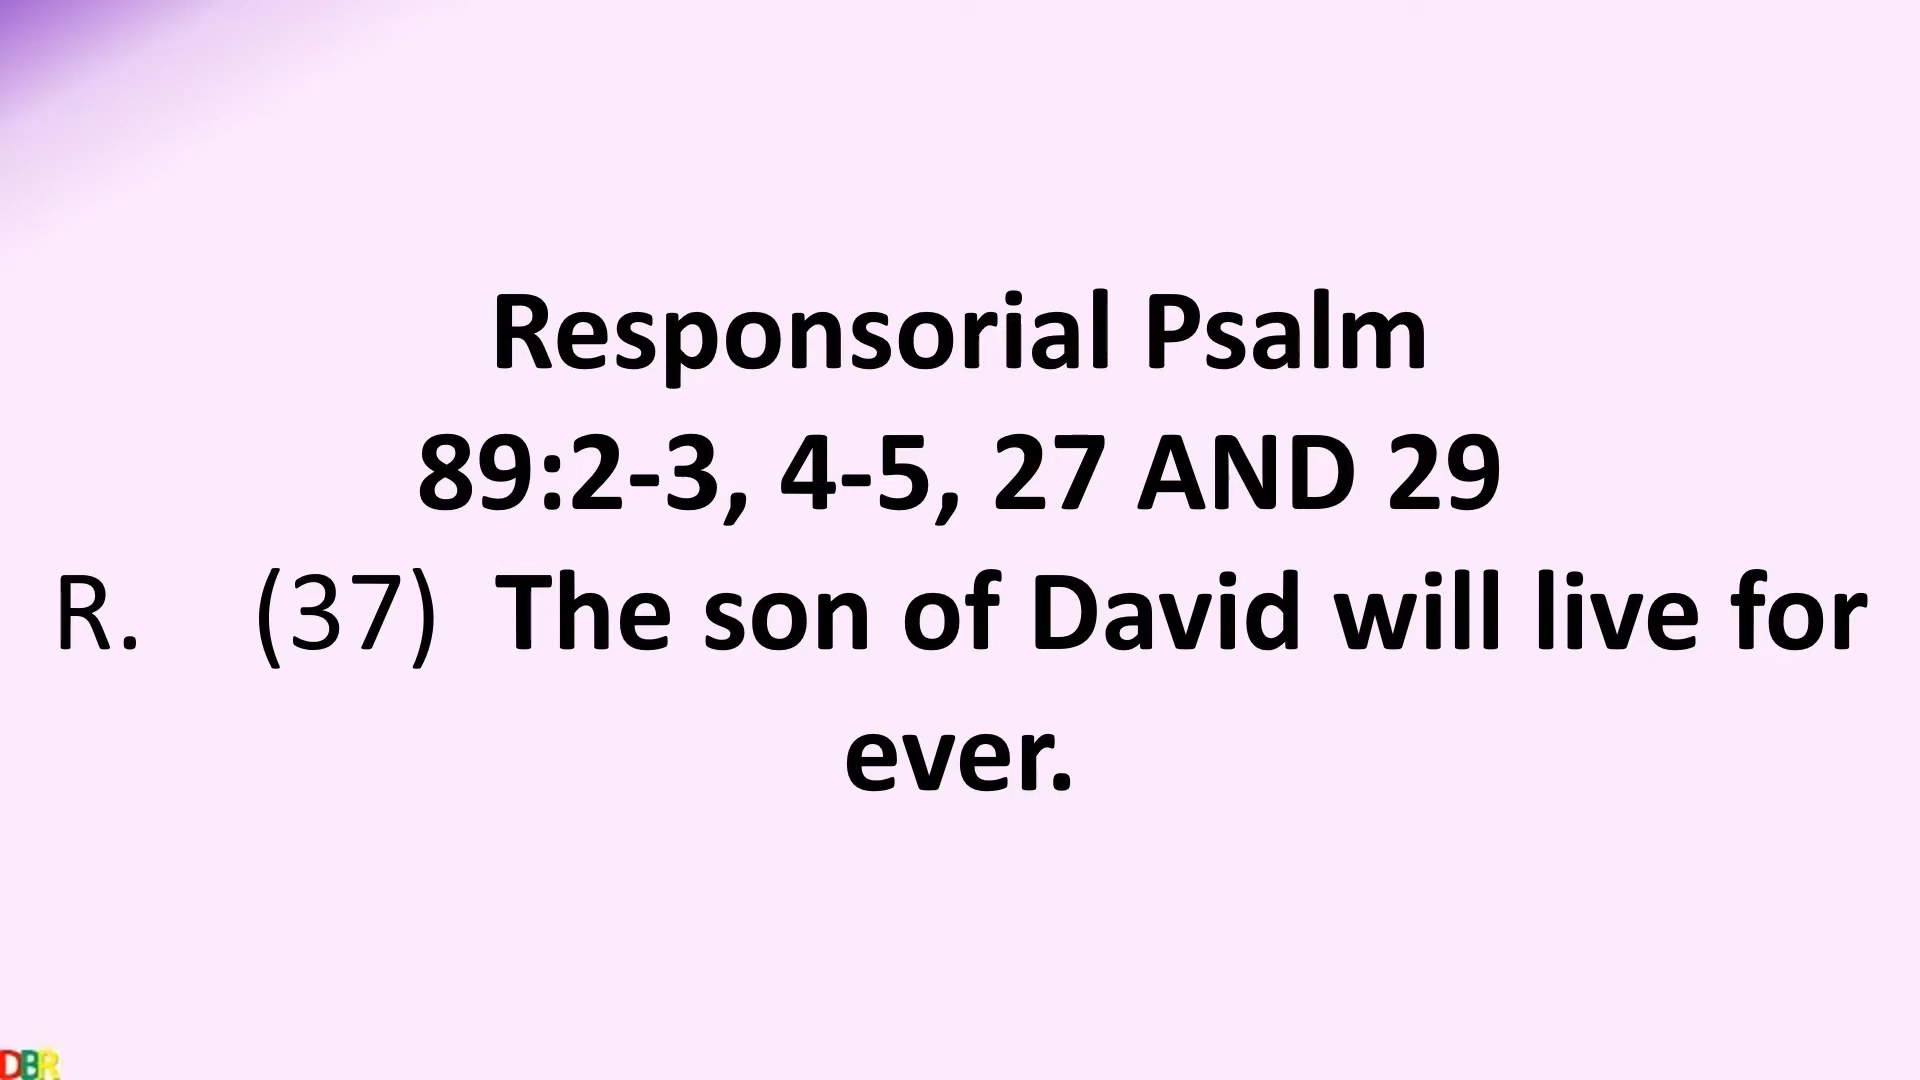 Responsorial Psalm
89:2-3, 4-5, 27 AND 29
R. (37) The son of David will live for
ever.
DBR